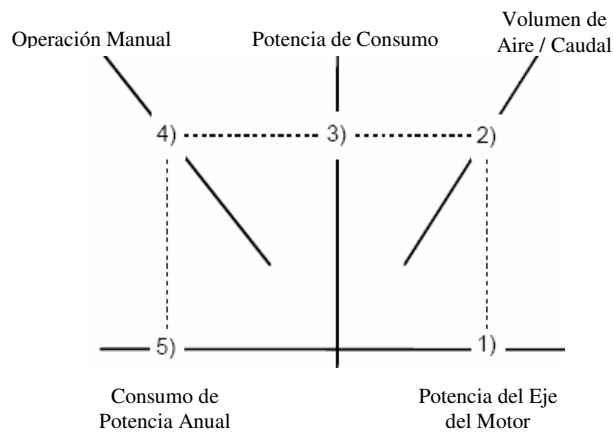 Operación Manual
Potencia de Consumo
Volumen de
Aire / Caudal
4)
3)
2)
5)
1)
Consumo de
Potencia Anual
Potencia del Eje
del Motor